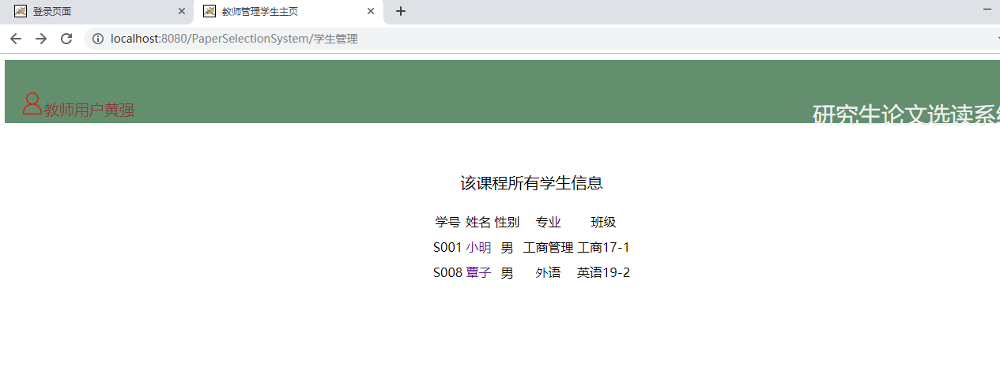 登录页面 教师管理学生主页
localhost:8080/PaperSelectionSystem/学生管理
教师用户黄强
研究生论文选读系统
该课程所有学生信息
学号 姓名 性别 专业 班级
S001 小明 男 工商管理 工商17-1
S008 覃子 男 外语 英语19-2